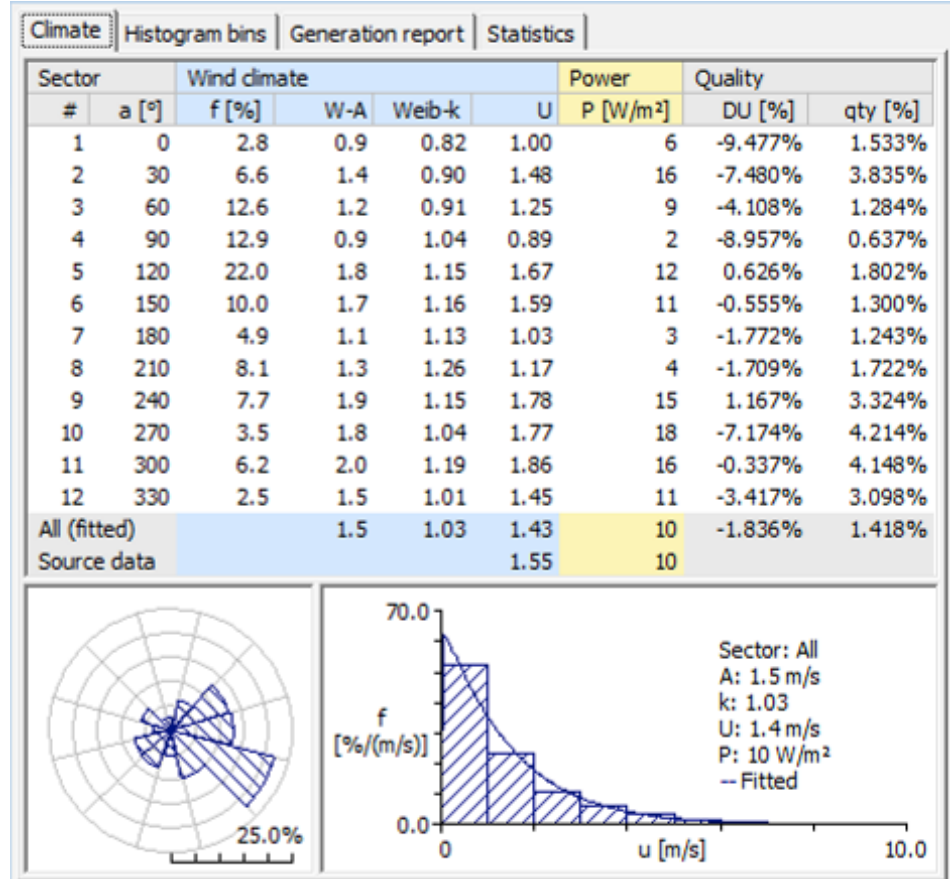 Climate Histogram bins Generation report Statistics
Sector Wind climate Power Quality
# a [°] f [%] W-A Weib-k U P [W/m²] DU [%] qty [%]
1 0 2.8 0.9 0.82 1.00 6 -9.477% 1.533%
2 30 6.6 1.4 0.90 1.48 16 -7.480% 3.835%
3 60 12.6 1.2 0.91 1.25 9 -4.108% 1.284%
4 90 12.9 0.9 1.04 0.89 2 -8.957% 0.637%
5 120 22.0 1.8 1.15 1.67 12 0.626% 1.802%
6 150 10.0 1.7 1.16 1.59 11 -0.555% 1.300%
7 180 4.9 1.1 1.13 1.03 3 -1.772% 1.243%
8 210 8.1 1.3 1.26 1.17 4 -1.709% 1.722%
9 240 7.7 1.9 1.15 1.78 15 1.167% 3.324%
10 270 3.5 1.8 1.04 1.77 18 -7.174% 4.214%
11 300 6.2 2.0 1.19 1.86 16 -0.337% 4.148%
12 330 2.5 1.5 1.01 1.45 11 -3.417% 3.098%
All (fitted) 1.5 1.03 1.43 10 -1.836% 1.418%
Source data 1.55 10
25.0%
70.0
f
[%/(m/s)]
0.0
0 u [m/s] 10.0
Sector: All
A: 1.5 m/s
k: 1.03
U: 1.4 m/s
P: 10 W/m²
-- Fitted